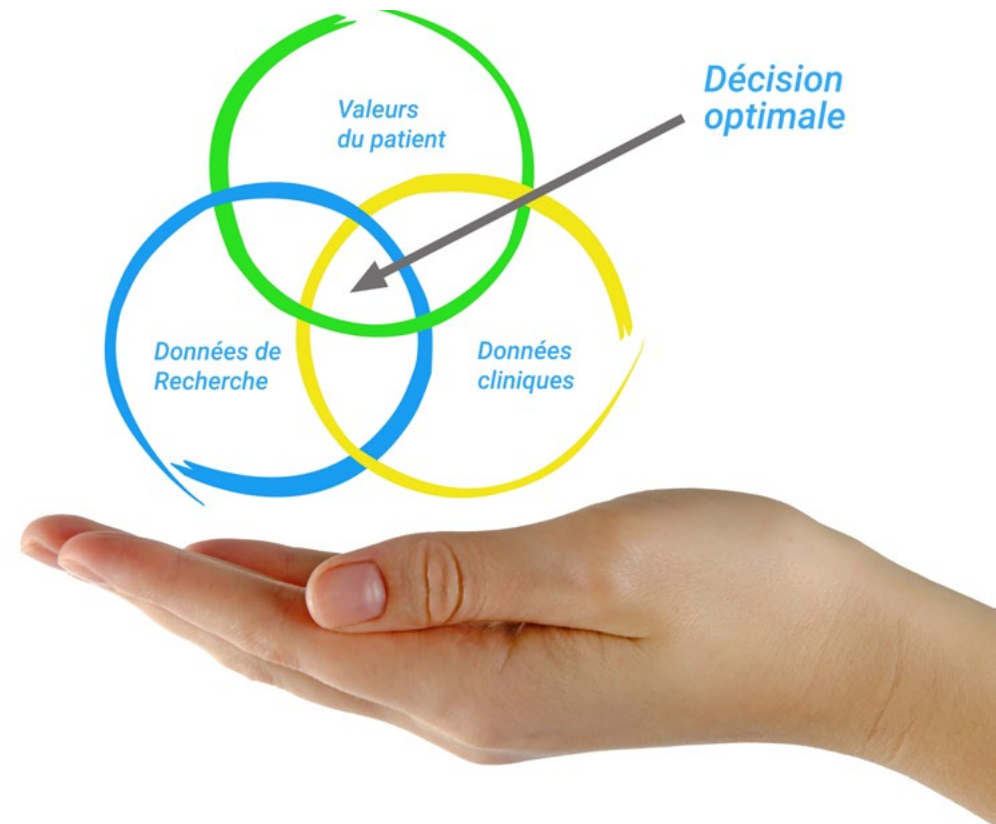 Décision
optimale
Valeurs
du patient
Données de
Recherche
Données
cliniques